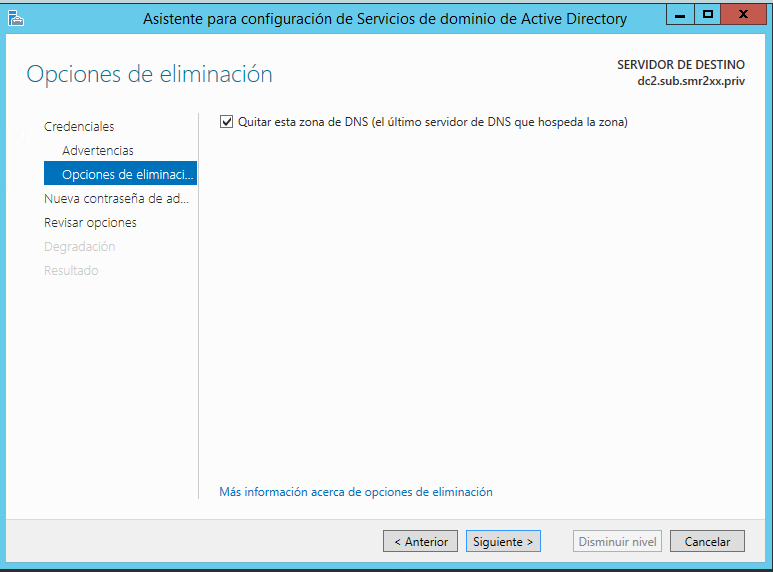 Asistente para configuración de Servicios de dominio de Active Directory
Opciones de eliminación
SERVIDOR DE DESTINO
dc2.sub.smr2xx.priv
Credenciales
Advertencias
Opciones de eliminaci...
Nueva contraseña de ad...
Revisar opciones
Degradación
Resultado
Quitar esta zona de DNS (el último servidor de DNS que hospeda la zona)
Más información acerca de opciones de eliminación
< Anterior
Siguiente >
Disminuir nivel
Cancelar